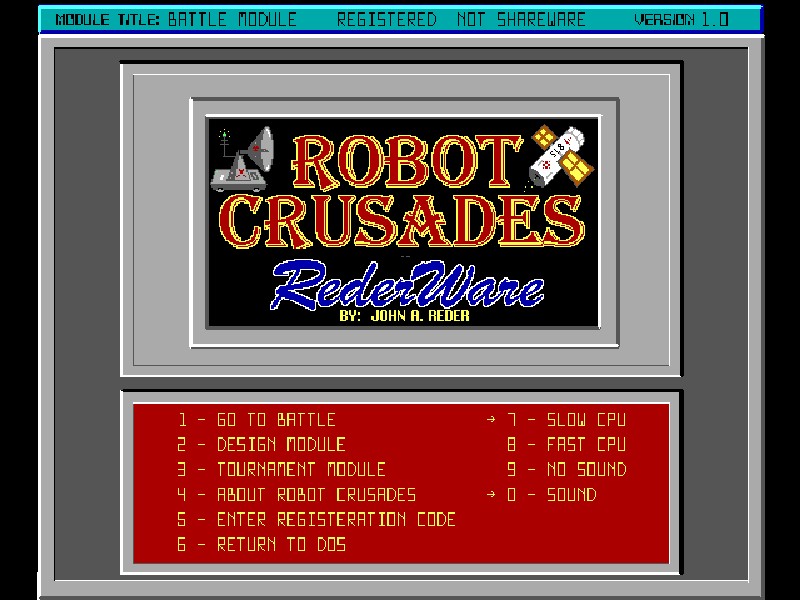 MODULE TITLE: BATTLE MODULE REGISTERED NOT SHAREWARE VERSION 1.0
ROBOT
CRUSADES
RederWare
BY: JOHN A. REDER
1 - GO TO BATTLE → 7 - SLOW CPU
2 - DESIGN MODULE 8 - FAST CPU
3 - TOURNAMENT MODULE 9 - NO SOUND
4 - ABOUT ROBOT CRUSADES → 0 - SOUND
5 - ENTER REGISTERATION CODE
6 - RETURN TO DOS